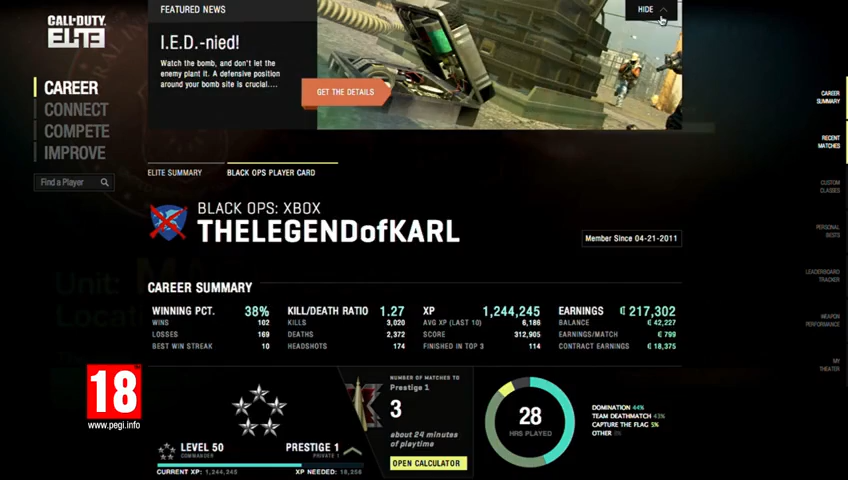 CALL OF DUTY
ELITE
FEATURED NEWS
HIDE
I.E.D.-nied!
Watch the bomb, and don't let the
enemy plant it. A defensive position
around your bomb site is crucial....
GET THE DETAILS
CAREER
CONNECT
COMPETE
IMPROVE
Find a Player
CAREER
SUMMARY
RECENT
MATCHES
CUSTOM
CLASSES
PERSONAL
BESTS
LEADERBOARD
TRACKER
WEAPON
PERFORMANCE
MY
THEATER
ELITE SUMMARY
BLACK OPS PLAYER CARD
BLACK OPS: XBOX
THELEGENDofKARL
Member Since 04-21-2011
CAREER SUMMARY
WINNING PCT. 38%
WINS 102
LOSSES 169
BEST WIN STREAK 10
KILL/DEATH RATIO 1.27
KILLS 3,020
DEATHS 2,372
HEADSHOTS 174
XP 1,244,245
AVG XP (LAST 10) 6,186
SCORE 312,905
FINISHED IN TOP 3 114
EARNINGS 217,302
BALANCE 42,227
EARNINGS/MATCH 799
CONTRACT EARNINGS 18,375
Unit:
Locat
18
www.pegi.info
LEVEL 50
COMMANDER
PRESTIGE 1
PRIVATE 1
CURRENT XP: 1,244,245
XP NEEDED: 18,256
NUMBER OF MATCHES TO
Prestige 1
3
about 24 minutes
of playtime
OPEN CALCULATOR
28
HRS PLAYED
DOMINATION 44%
TEAM DEATHMATCH 43%
CAPTURE THE FLAG 5%
OTHER